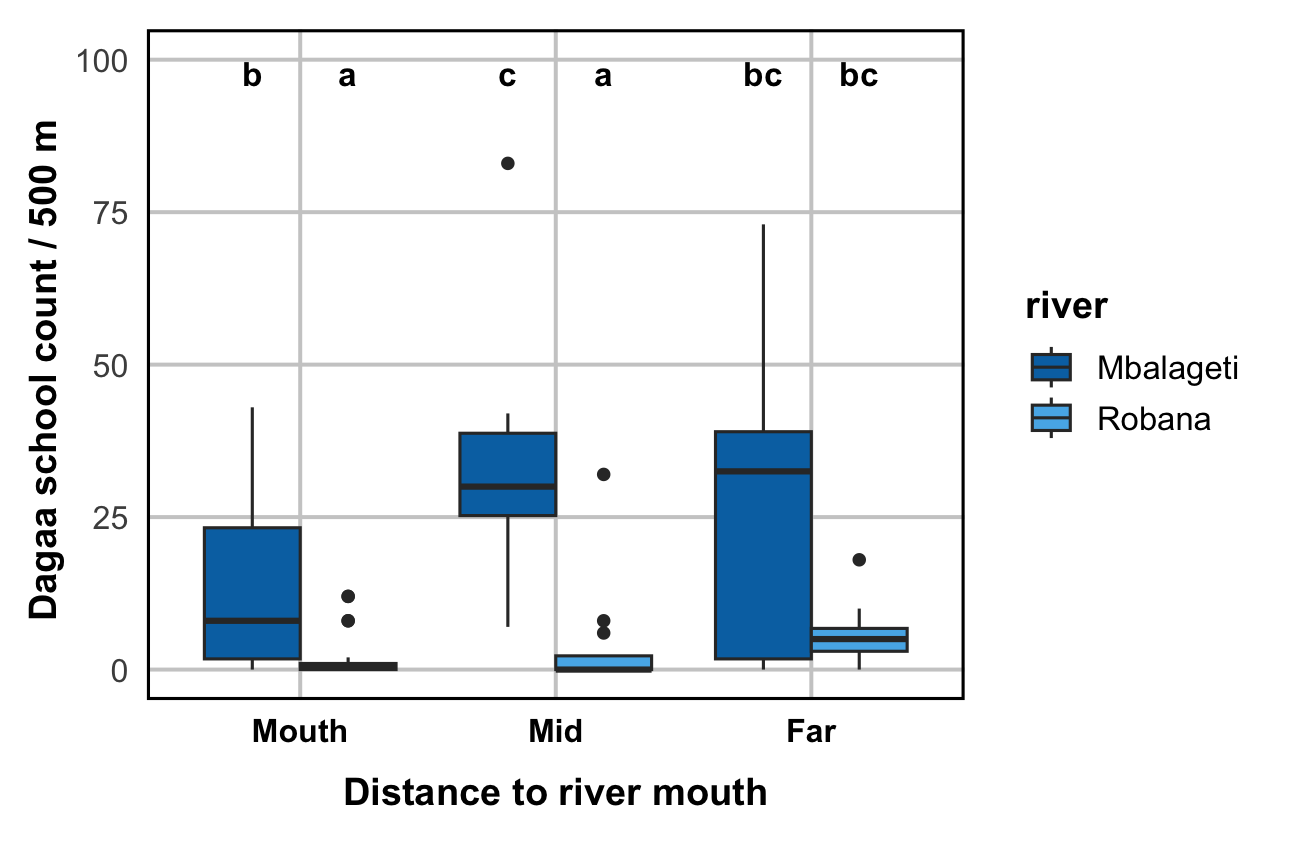 100
b a c a bc bc
75
50
25
0
Dagaa school count / 500 m
Mouth Mid Far
Distance to river mouth
river
Mbalageti
Robana